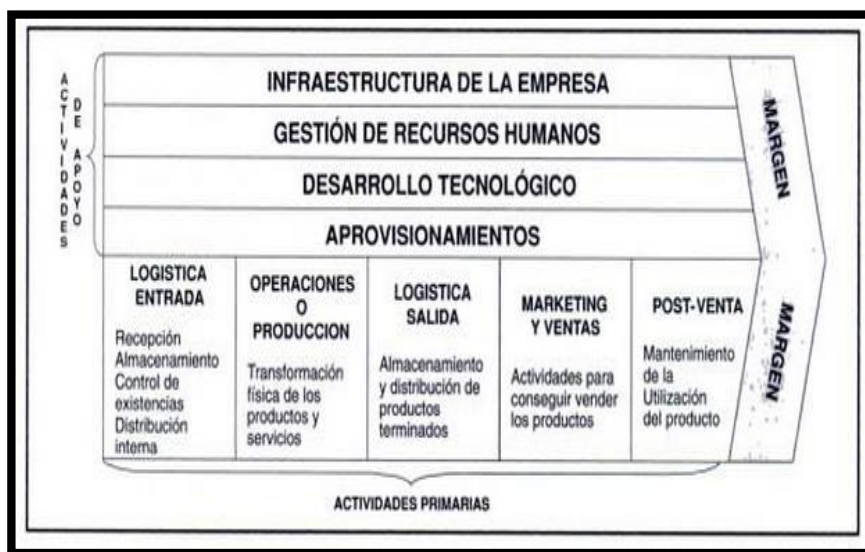 ACTIVIDADES
DE APOYO
INFRAESTRUCTURA DE LA EMPRESA
GESTIÓN DE RECURSOS HUMANOS
DESARROLLO TECNOLÓGICO
APROVISIONAMIENTOS
MARGEN
LOGISTICA
ENTRADA
Recepción
Almacenamiento
Control de
existencias
Distribución
interna
OPERACIONES
O
PRODUCCION
Transformación
física de los
productos y
servicios
LOGISTICA
SALIDA
Almacenamiento
y distribución de
productos
terminados
MARKETING
Y VENTAS
Actividades para
conseguir vender
los productos
POST-VENTA
Mantenimiento
de la
Utilización
del producto
MARGEN
ACTIVIDADES PRIMARIAS